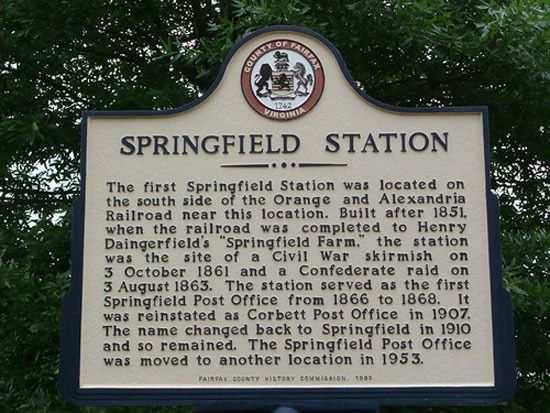 COUNTY OF FAIRFAX
1742
VIRGINIA
SPRINGFIELD STATION
The first Springfield Station was located on
the south side of the Orange and Alexandria
Railroad near this location. Built after 1851,
when the railroad was completed to Henry
Daingerfield's "Springfield Farm," the station
was the site of a Civil War skirmish on
3 October 1861 and a Confederate raid on
3 August 1863. The station served as the first
Springfield Post Office from 1866 to 1868. It
was reinstated as Corbett Post Office in 1907.
The name changed back to Springfield in 1910
and so remained. The Springfield Post Office
was moved to another location in 1953.
FAIRFAX COUNTY HISTORY COMMISSION,